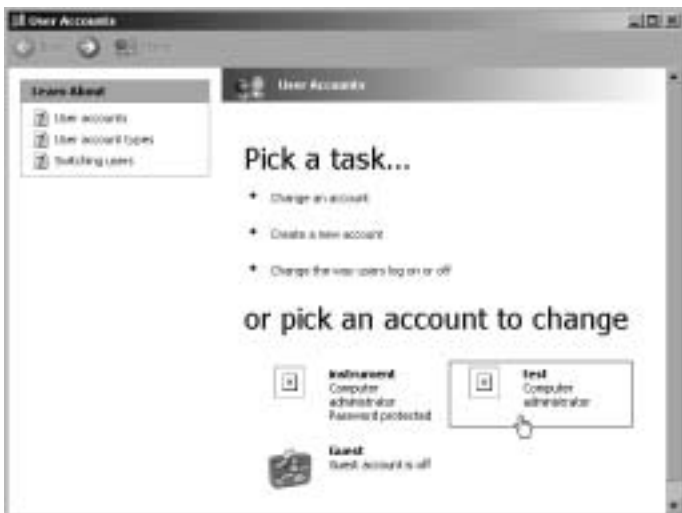 User Accounts
Learn About
User accounts
User account types
Switching users
User Accounts
Pick a task...
Change an account
Create a new account
Change the way users log on or off
or pick an account to change
instrument
Computer
administrator
Password protected
test
Computer
administrator
Guest
Guest account is off